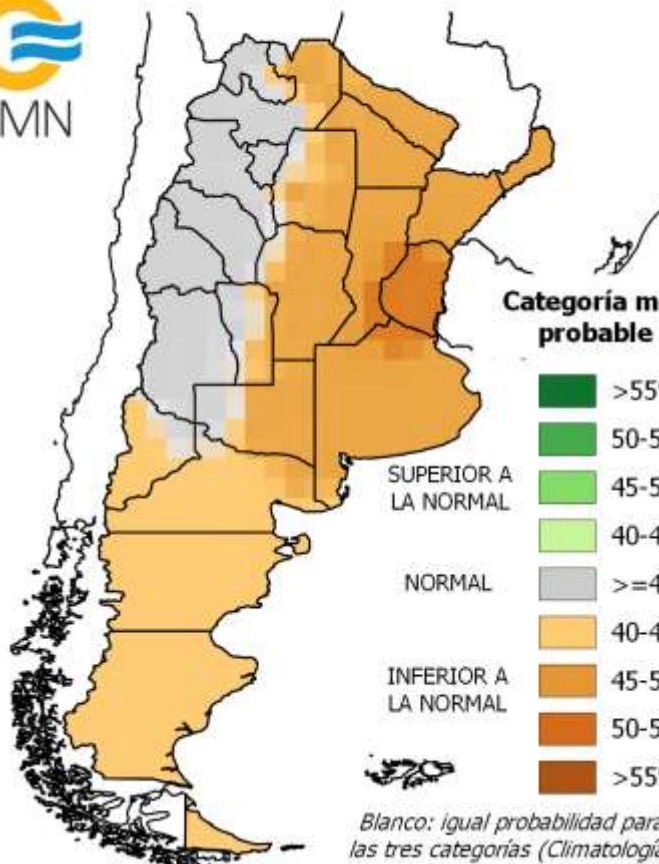 MN
Categoría m
probable
>55
50-5
45-5
SUPERIOR A
LA NORMAL
40-4
NORMAL
>=4
40-4
INFERIOR A
LA NORMAL
45-5
50-5
>55
Blanco: igual probabilidad para
las tres categorías (Climatologí